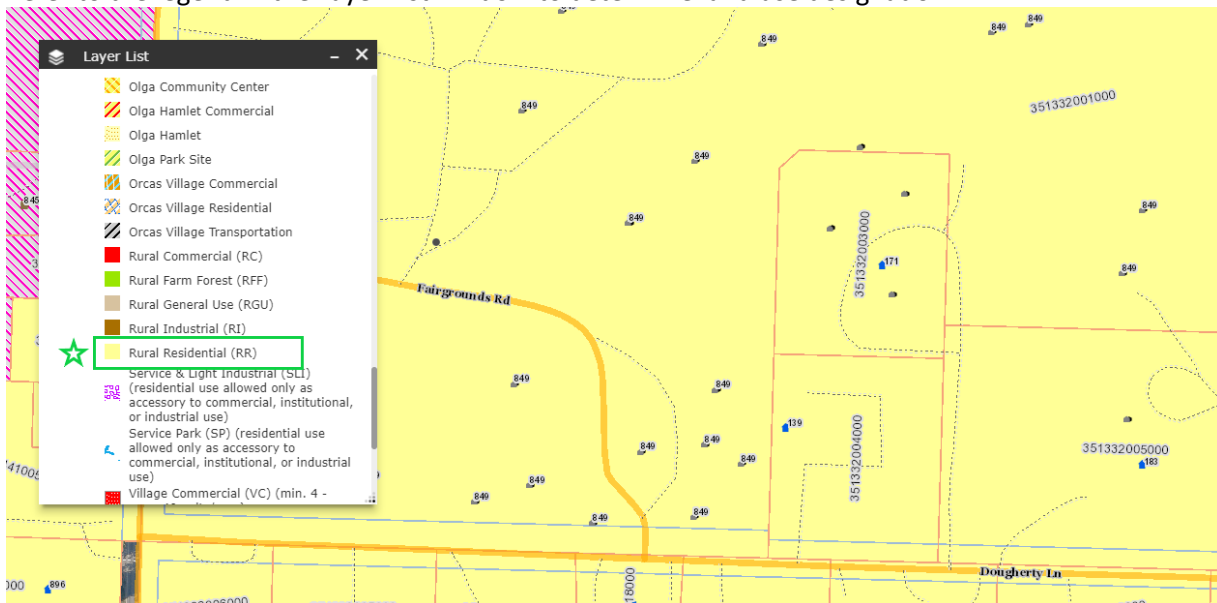 Layer List
Olga Community Center
Olga Hamlet Commercial
Olga Hamlet
Olga Park Site
Orcas Village Commercial
Orcas Village Residential
Orcas Village Transportation
Rural Commercial (RC)
Rural Farm Forest (RFF)
Rural General Use (RGU)
Rural Industrial (RI)
Rural Residential (RR)
Service & Light Industrial (SLI)
(residential use allowed only as
accessory to commercial, institutional,
or industrial use)
Service Park (SP) (residential use
allowed only as accessory to
commercial, institutional, or industrial
use)
Village Commercial (VC) (min. 4 -
849
849
849
849
351332001000
849
849
849
849
351332003000
171
849
Fairgrounds Rd
849
849
139
351332004000
849
849
849
351332005000
183
849
849
849
849
Dougherty Ln
896